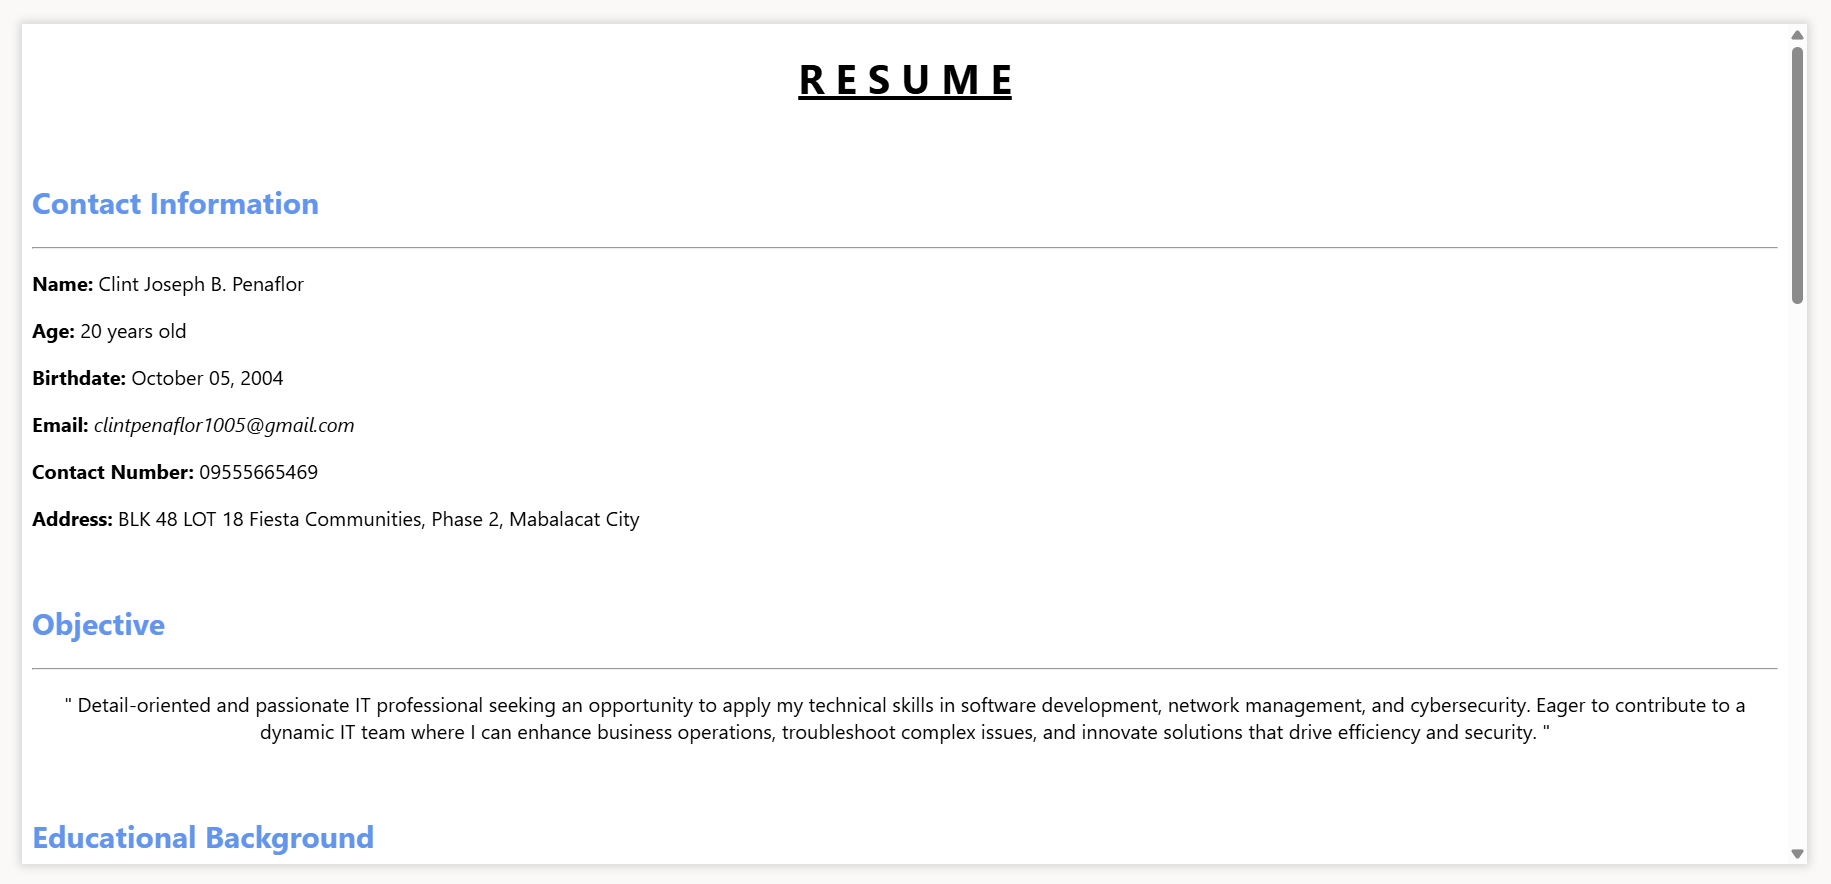 R E S U M E
Contact Information
Name: Clint Joseph B. Penaflor
Age: 20 years old
Birthdate: October 05, 2004
Email: clintpenaflor1005@gmail.com
Contact Number: 09555665469
Address: BLK 48 LOT 18 Fiesta Communities, Phase 2, Mabalacat City
Objective
" Detail-oriented and passionate IT professional seeking an opportunity to apply my technical skills in software development, network management, and cybersecurity. Eager to contribute to a
dynamic IT team where I can enhance business operations, troubleshoot complex issues, and innovate solutions that drive efficiency and security. "
Educational Background